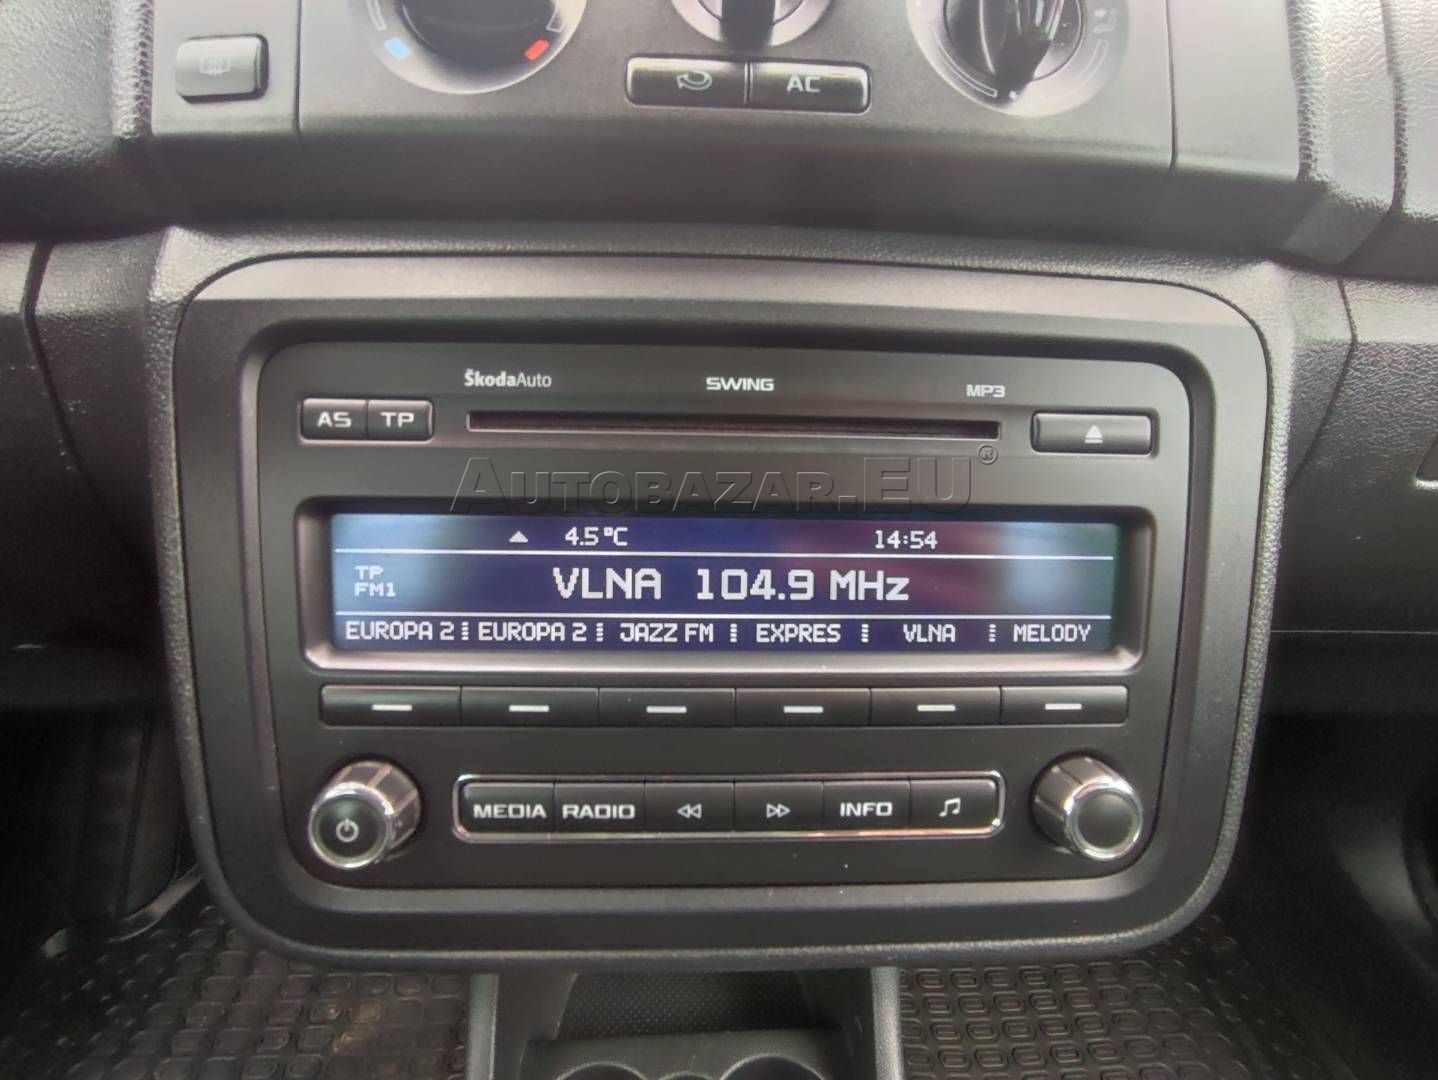 AC
ŠkodaAuto SWING MP3
AS TP
AUTOBAZAR.EU®
4.5°C 14:54
TP
FM1
VLNA 104.9 MHz
EUROPA 2 EUROPA 2 JAZZ FM EXPRES VLNA MELODY
MEDIA RADIO INFO